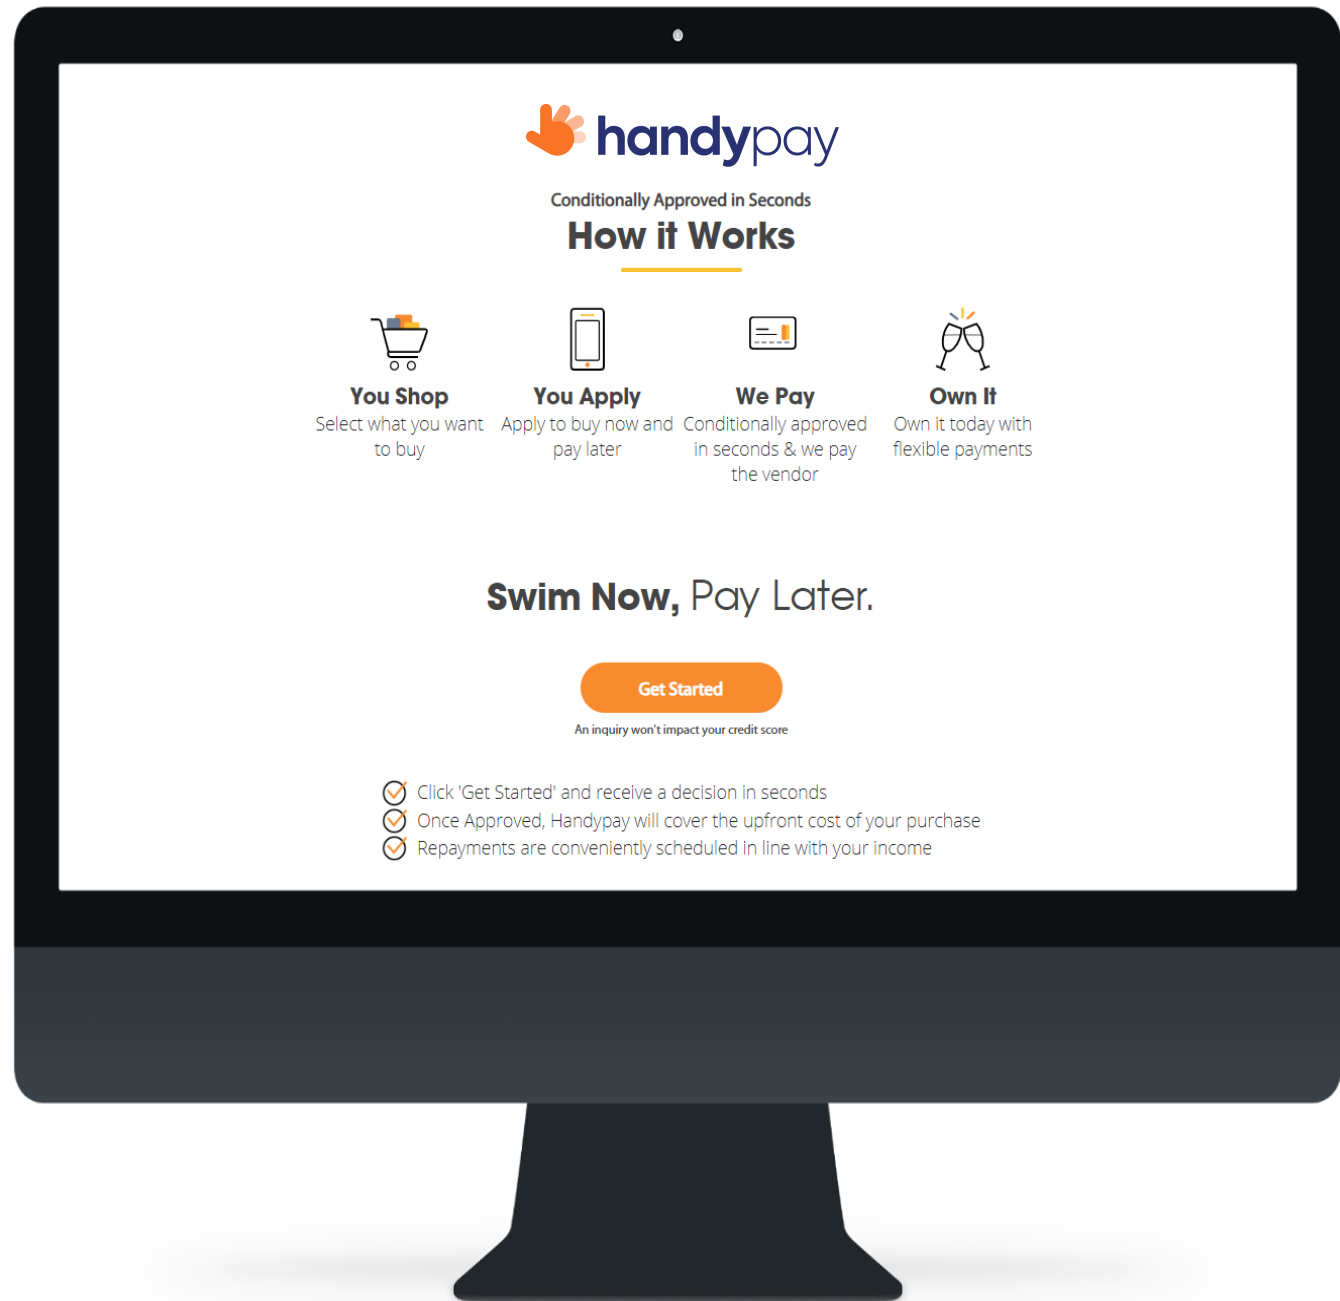 handypay
Conditionally Approved in Seconds
How it Works
You Shop
Select what you want
to buy
You Apply
Apply to buy now and
pay later
We Pay
Conditionally approved
in seconds & we pay
the vendor
Own It
Own it today with
flexible payments
Swim Now, Pay Later.
Get Started
An inquiry won't impact your credit score
Click 'Get Started' and receive a decision in seconds
Once Approved, Handypay will cover the upfront cost of your purchase
Repayments are conveniently scheduled in line with your income